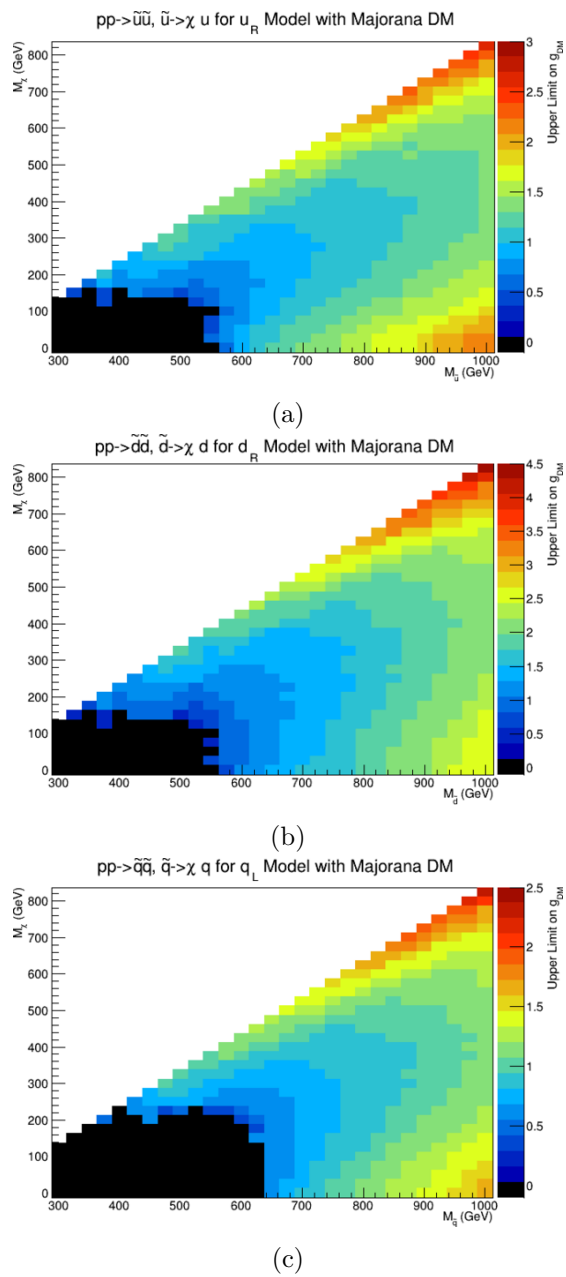 pp->ũũ, ũ->χ u for u_R Model with Majorana DM
M_χ (GeV)
800
700
600
500
400
300
200
100
0
300 400 500 600 700 800 900 1000
M_ũ (GeV)
Upper Limit on g_DM
3
2.5
2
1.5
1
0.5
0
(a)
pp->d̃d̃, d̃->χ d for d_R Model with Majorana DM
M_χ (GeV)
800
700
600
500
400
300
200
100
0
300 400 500 600 700 800 900 1000
M_d̃ (GeV)
Upper Limit on g_DM
4.5
4
3.5
3
2.5
2
1.5
1
0.5
0
(b)
pp->q̃q̃, q̃->χ q for q_L Model with Majorana DM
M_χ (GeV)
800
700
600
500
400
300
200
100
0
300 400 500 600 700 800 900 1000
M_q̃ (GeV)
Upper Limit on g_DM
2.5
2
1.5
1
0.5
0
(c)